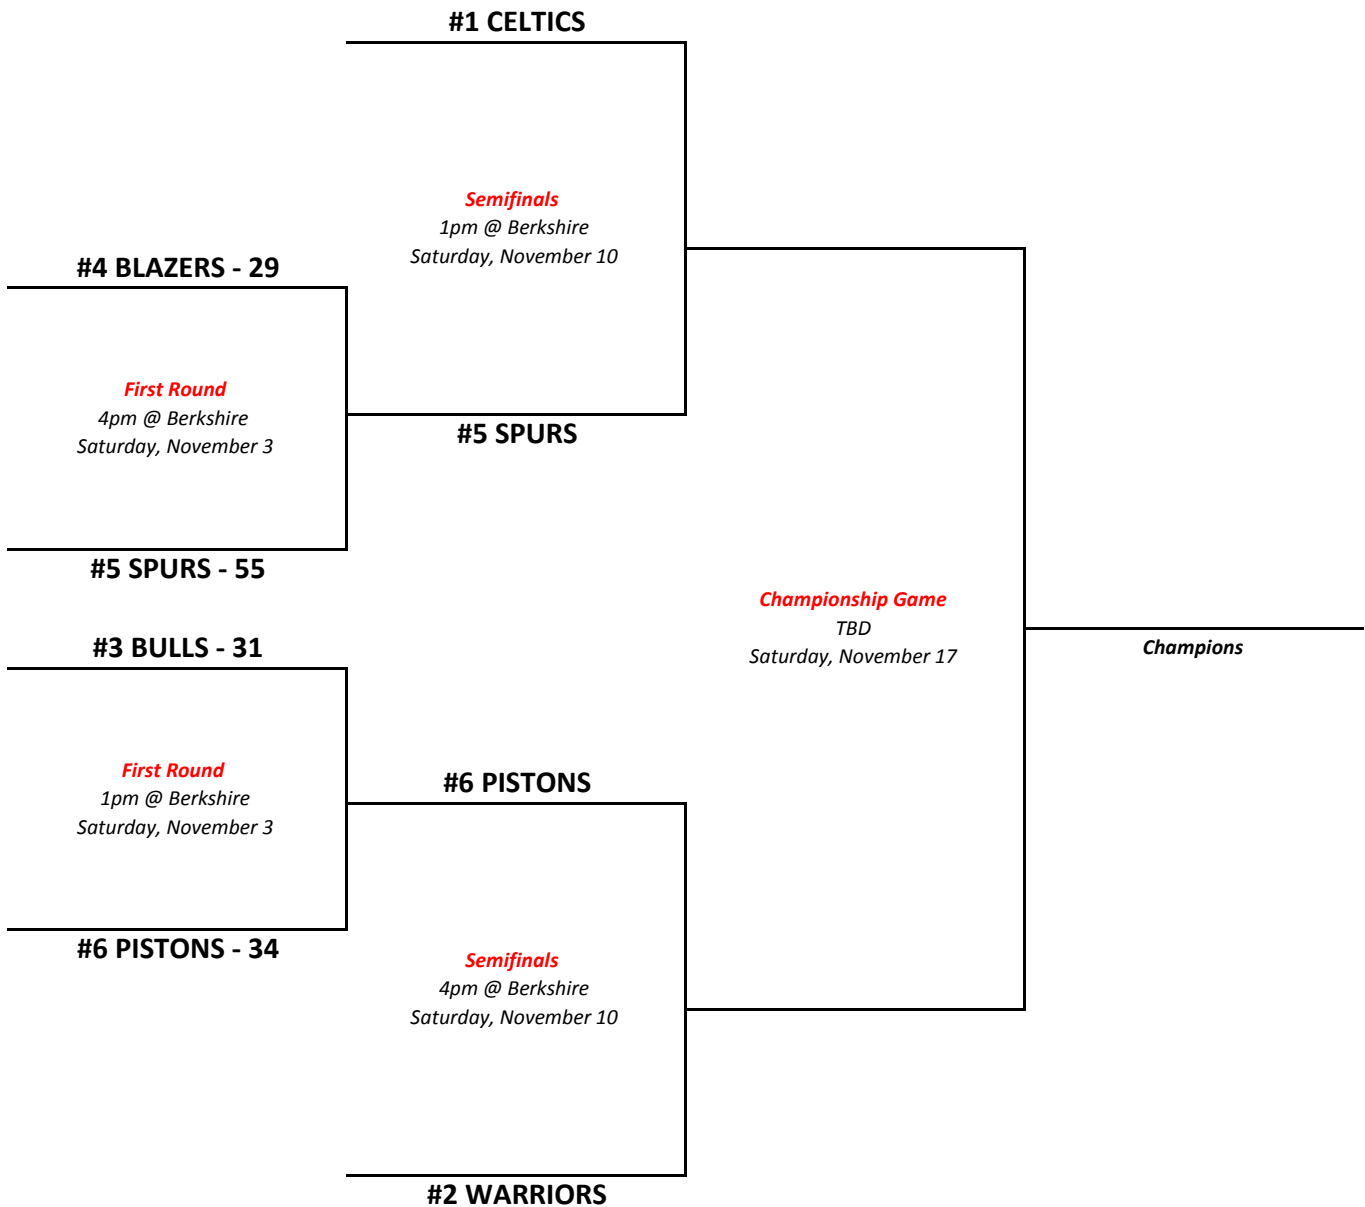 #1 CELTICS
Semifinals
1pm @ Berkshire
Saturday, November 10
#4 BLAZERS - 29
First Round
4pm @ Berkshire
Saturday, November 3
#5 SPURS
#5 SPURS - 55
Championship Game
TBD
Saturday, November 17
Champions
#3 BULLS - 31
First Round
1pm @ Berkshire
Saturday, November 3
#6 PISTONS
#6 PISTONS - 34
Semifinals
4pm @ Berkshire
Saturday, November 10
#2 WARRIORS